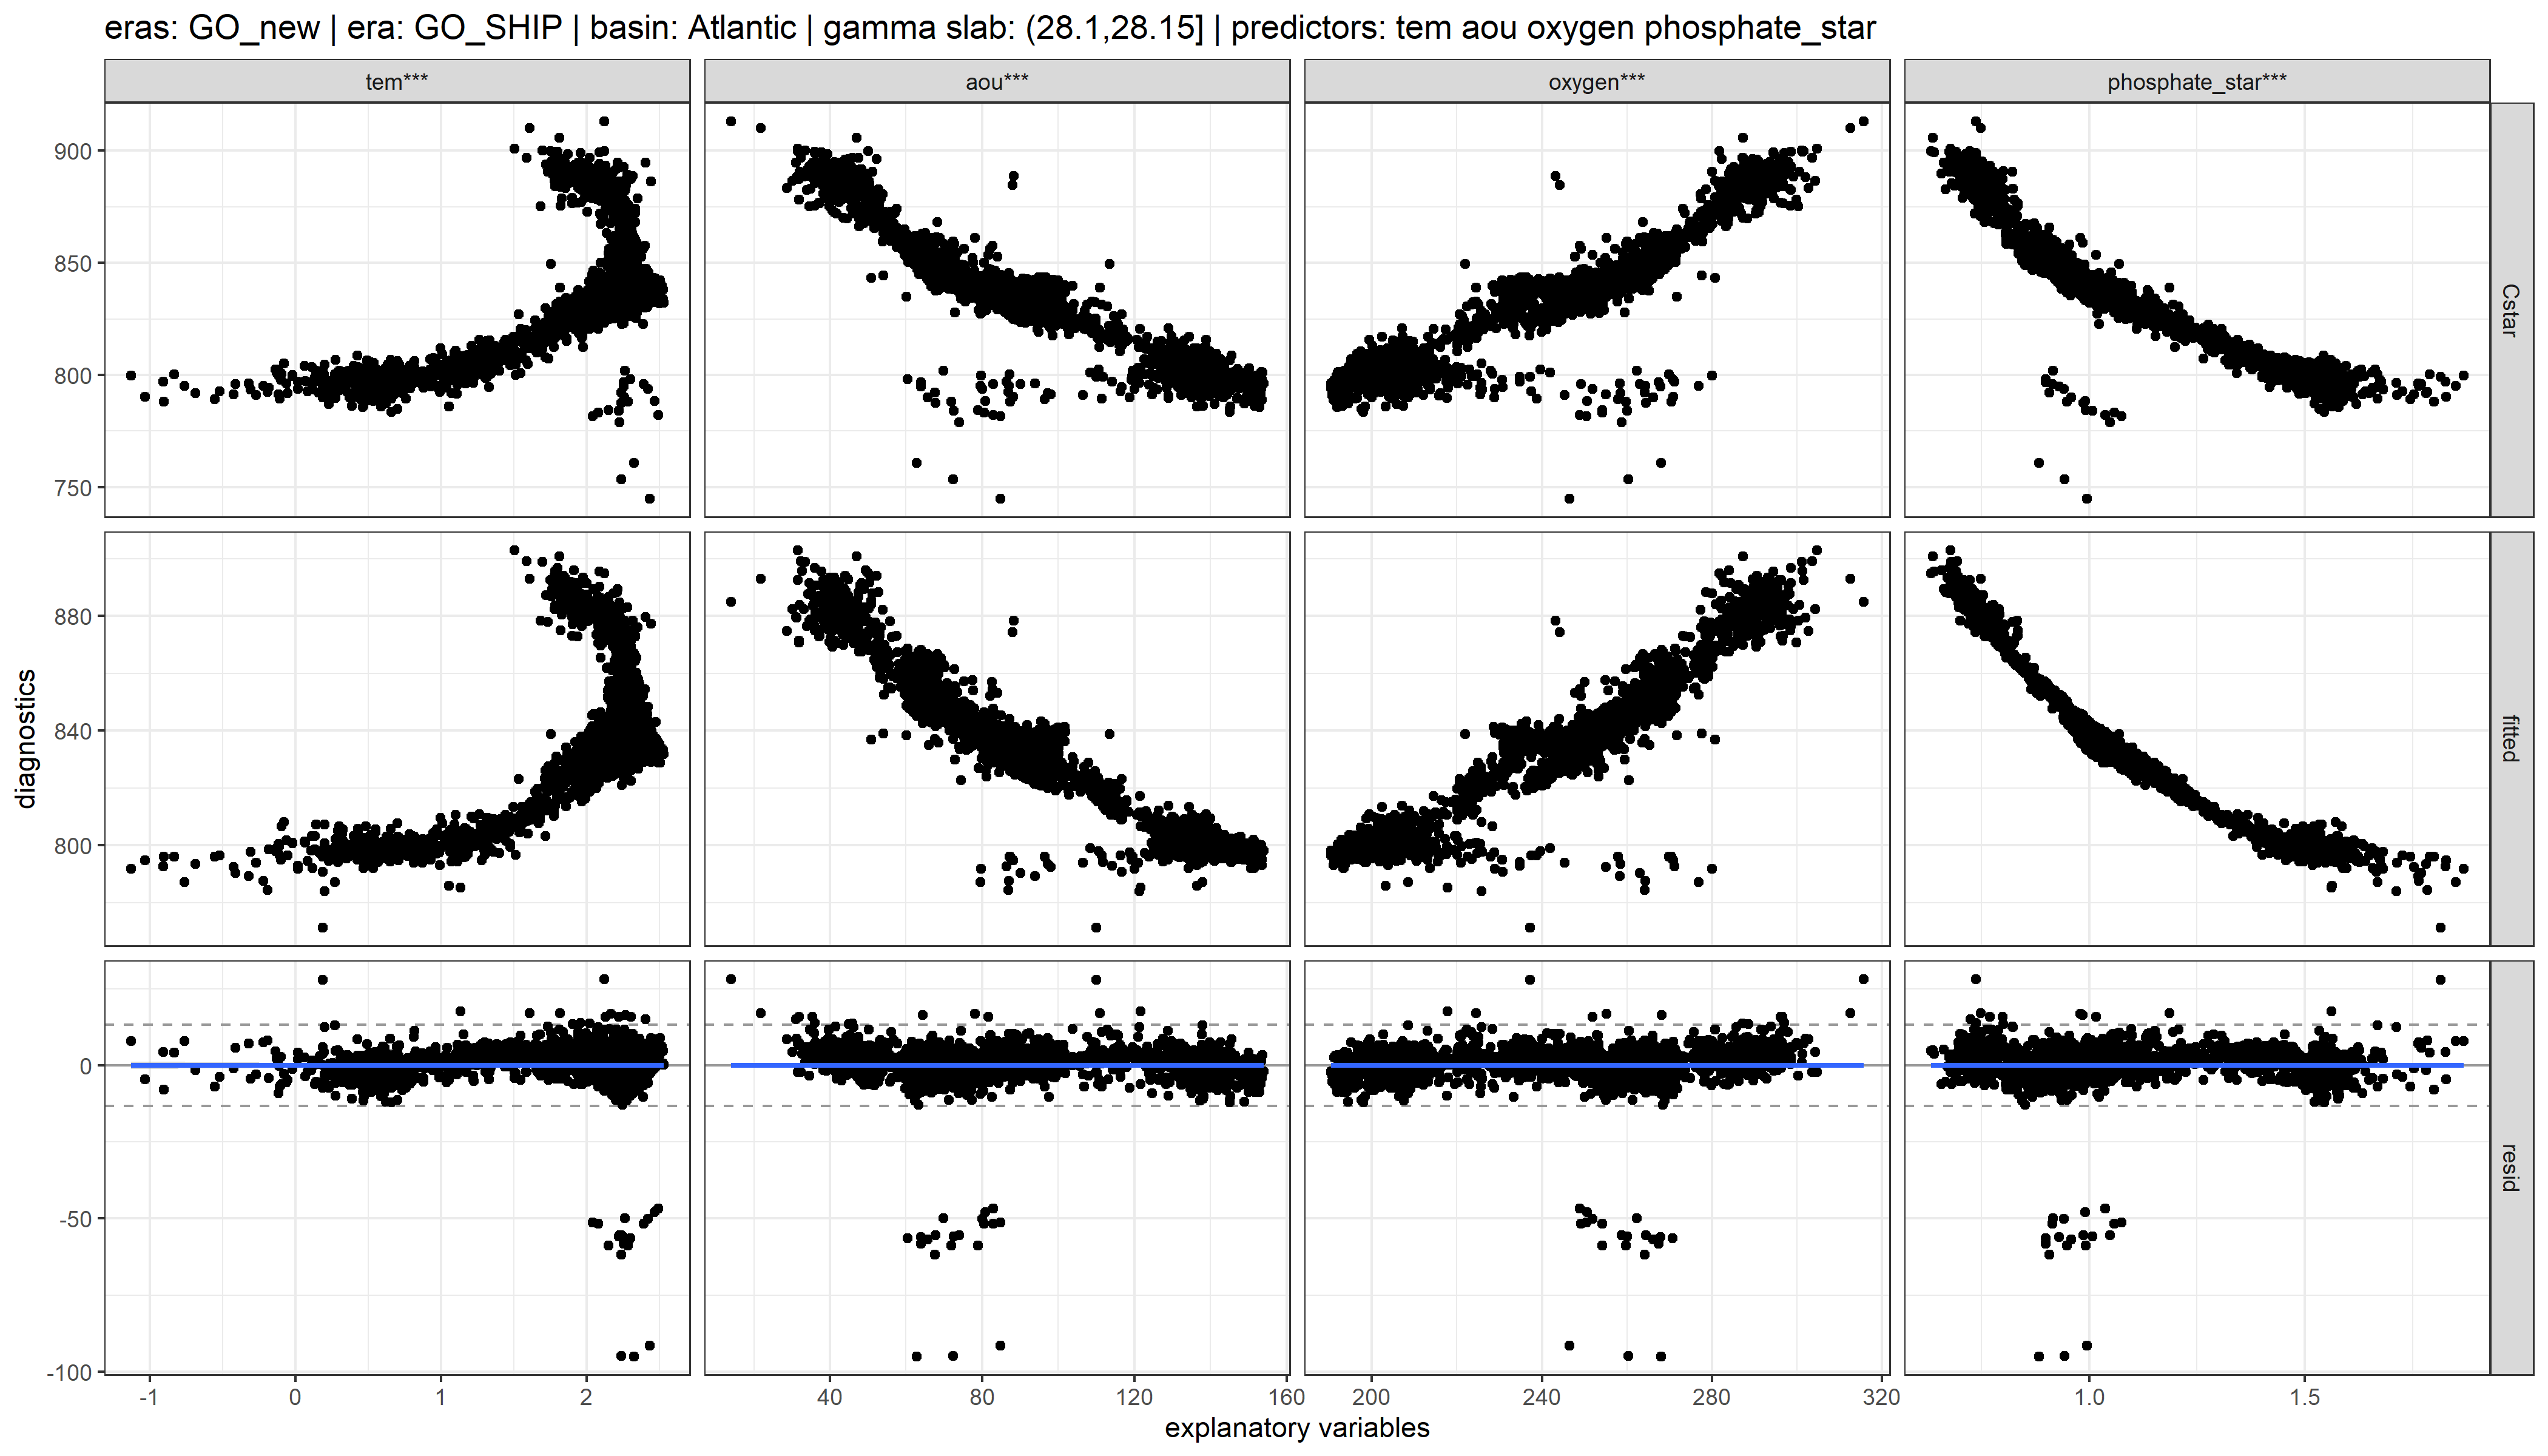 eras: GO_new | era: GO_SHIP | basin: Atlantic | gamma slab: (28.1,28.15] | predictors: tem aou oxygen phosphate_star
tem*** aou*** oxygen*** phosphate_star***
900
850
800
750
Cstar
880
840
800
fitted
diagnostics
0
-50
-100
resid
-1 0 1 2 40 80 120 160 200 240 280 320 1.0 1.5
explanatory variables